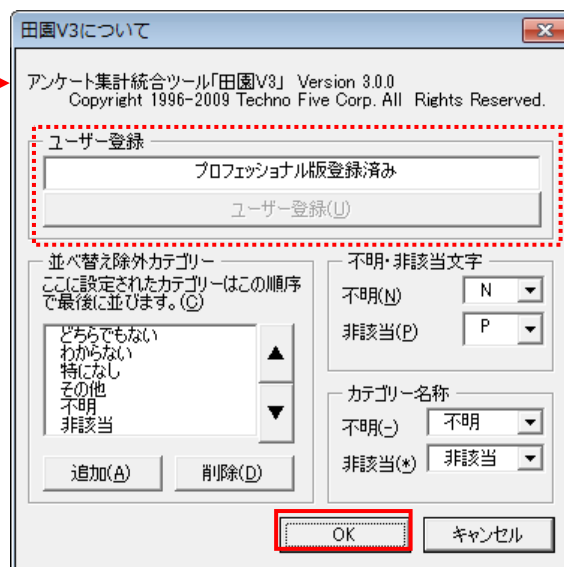 田園V3について
アンケート集計統合ツール「田園V3」 Version 3.0.0
Copyright 1996-2009 Techno Five Corp. All Rights Reserved.
ユーザー登録
プロフェッショナル版登録済み
ユーザー登録(U)
並べ替え除外カテゴリー
ここに設定されたカテゴリーはこの順序
で最後に並びます。(C)
どちらでもない
わからない
特になし
その他
不明
非該当
▲
▼
追加(A)
削除(D)
不明・非該当文字
不明(N) N
非該当(P) P
カテゴリー名称
不明(-) 不明
非該当(*) 非該当
OK
キャンセル